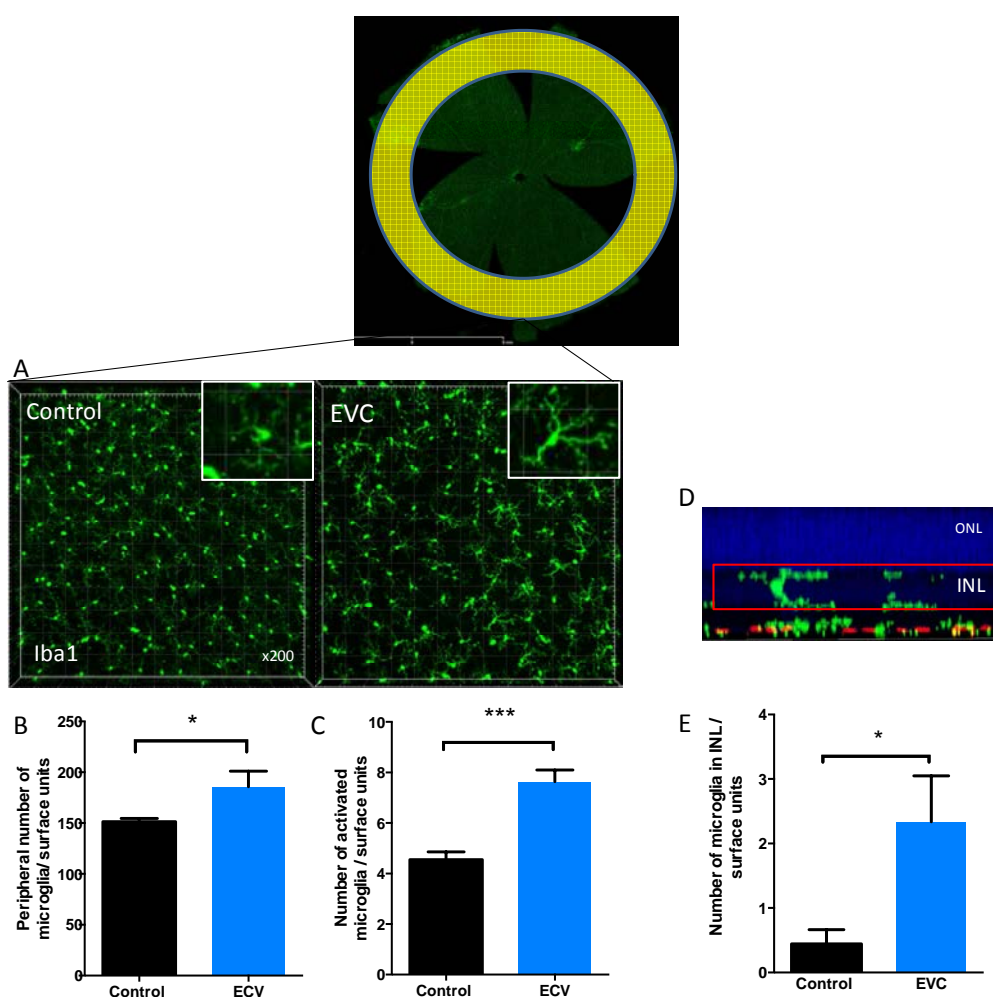 A
Control
EVC
Iba1
x200
D
ONL
INL
B
Peripheral number of
microglia/ surface units
250
200
150
100
50
0
*
Control
ECV
C
Number of activated
microglia / surface units
10
8
6
4
2
0
***
Control
ECV
E
Number of microglia in INL /
surface units
4
3
2
1
0
*
Control
EVC